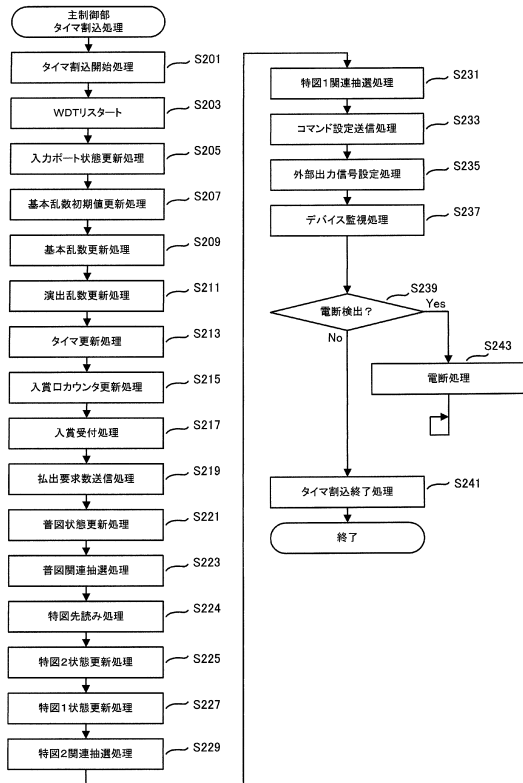 主制御部
タイマ割込処理
タイマ割込開始処理
S201
WDTリスタート
S203
入力ポート状態更新処理
S205
基本乱数初期値更新処理
S207
基本乱数更新処理
S209
演出乱数更新処理
S211
タイマ更新処理
S213
入賞口カウンタ更新処理
S215
入賞受付処理
S217
払出要求数送信処理
S219
普図状態更新処理
S221
普図関連抽選処理
S223
特図先読み処理
S224
特図2状態更新処理
S225
特図1状態更新処理
S227
特図2関連抽選処理
S229
特図1関連抽選処理
S231
コマンド設定送信処理
S233
外部出力信号設定処理
S235
デバイス監視処理
S237
電断検出?
S239
Yes
No
電断処理
S243
タイマ割込終了処理
S241
終了